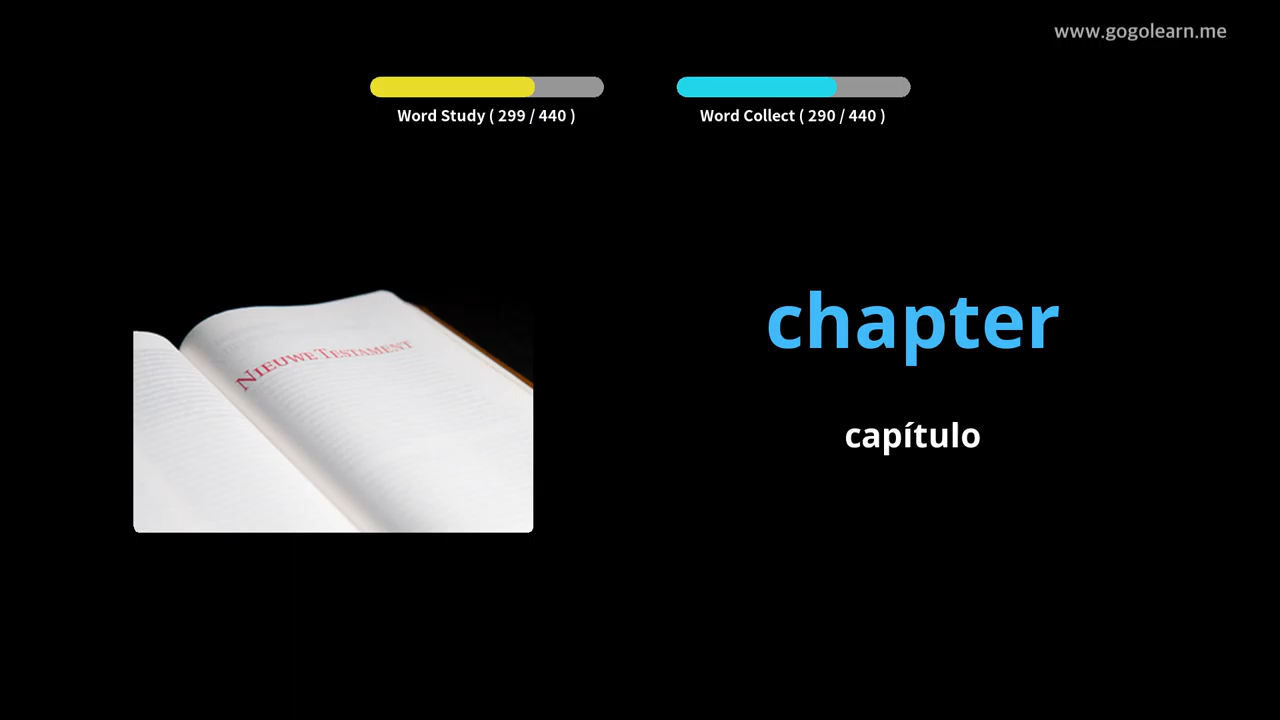 www.gogolearn.me
Word Study ( 299 / 440 )
Word Collect ( 290 / 440 )
NIEUWE TESTAMENT
chapter
capítulo